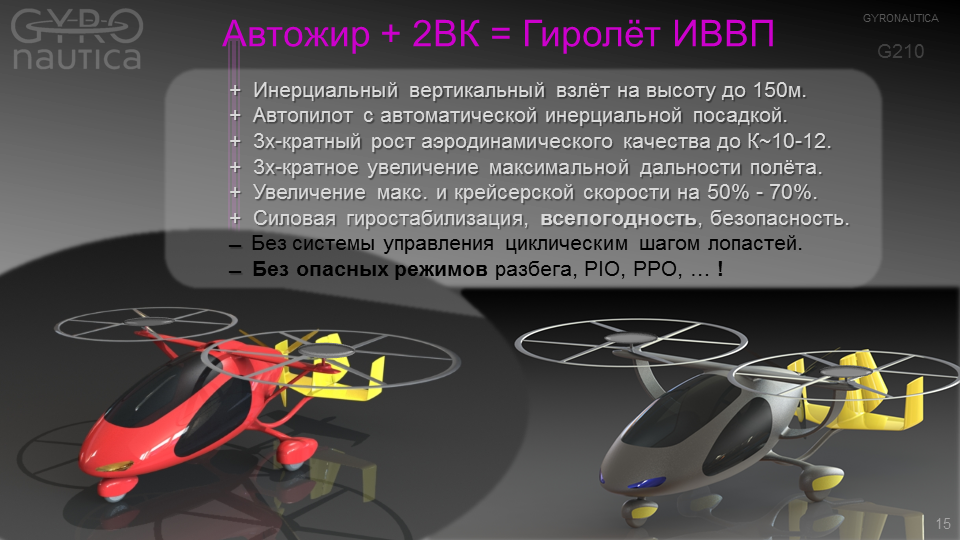 GYRO
nautica
Автожир + 2ВК = Гиролёт ИВВП
GYRONAUTICA
G210
+ Инерциальный вертикальный взлёт на высоту до 150м.
+ Автопилот с автоматической инерциальной посадкой.
+ 3х-кратный рост аэродинамического качества до К~10-12.
+ 3х-кратное увеличение максимальной дальности полёта.
+ Увеличение макс. и крейсерской скорости на 50% - 70%.
+ Силовая гиростабилизация, всепогодность, безопасность.
– Без системы управления циклическим шагом лопастей.
– Без опасных режимов разбега, PIO, PPO, … !
15